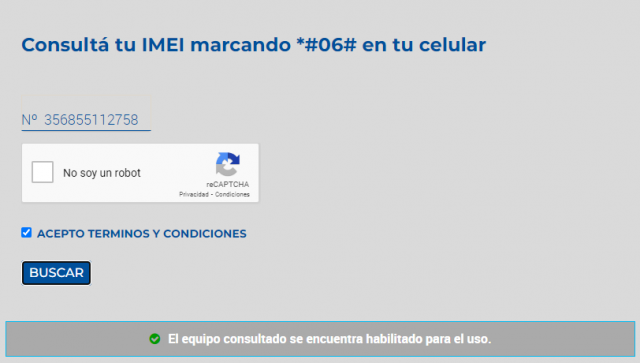 Consultá tu IMEI marcando *#06# en tu celular
Nº 356855112758
No soy un robot
reCAPTCHA
Privacidad - Condiciones
ACEPTO TERMINOS Y CONDICIONES
BUSCAR
El equipo consultado se encuentra habilitado para el uso.